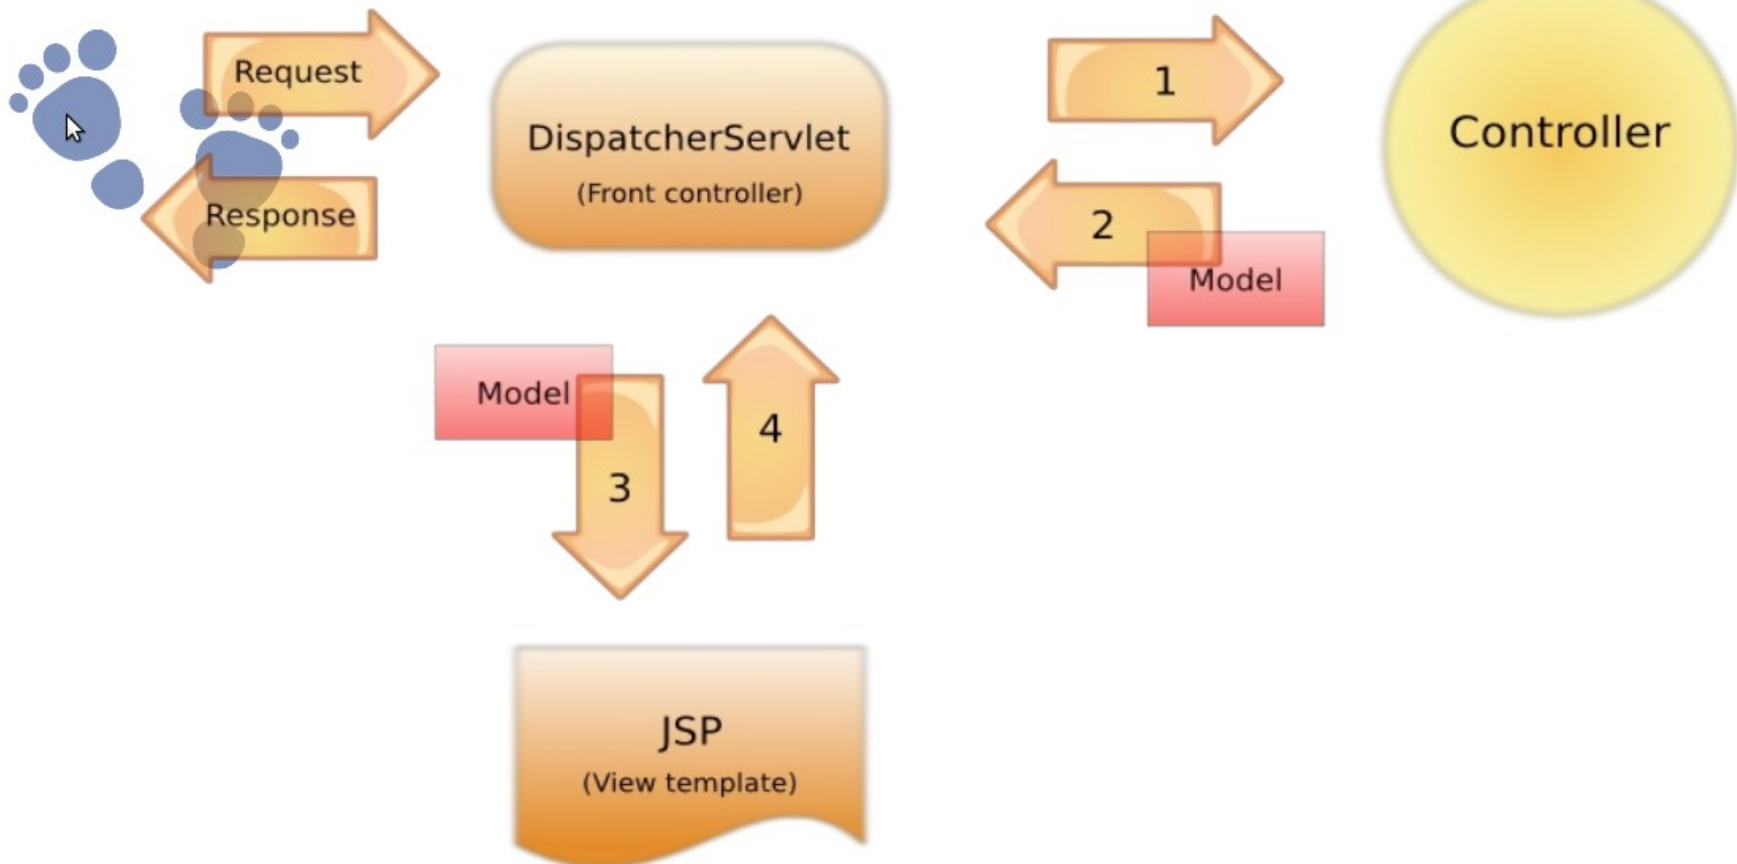 Request
Response
DispatcherServlet
(Front controller)
1
2
Model
Controller
Model
3
4
JSP
(View template)